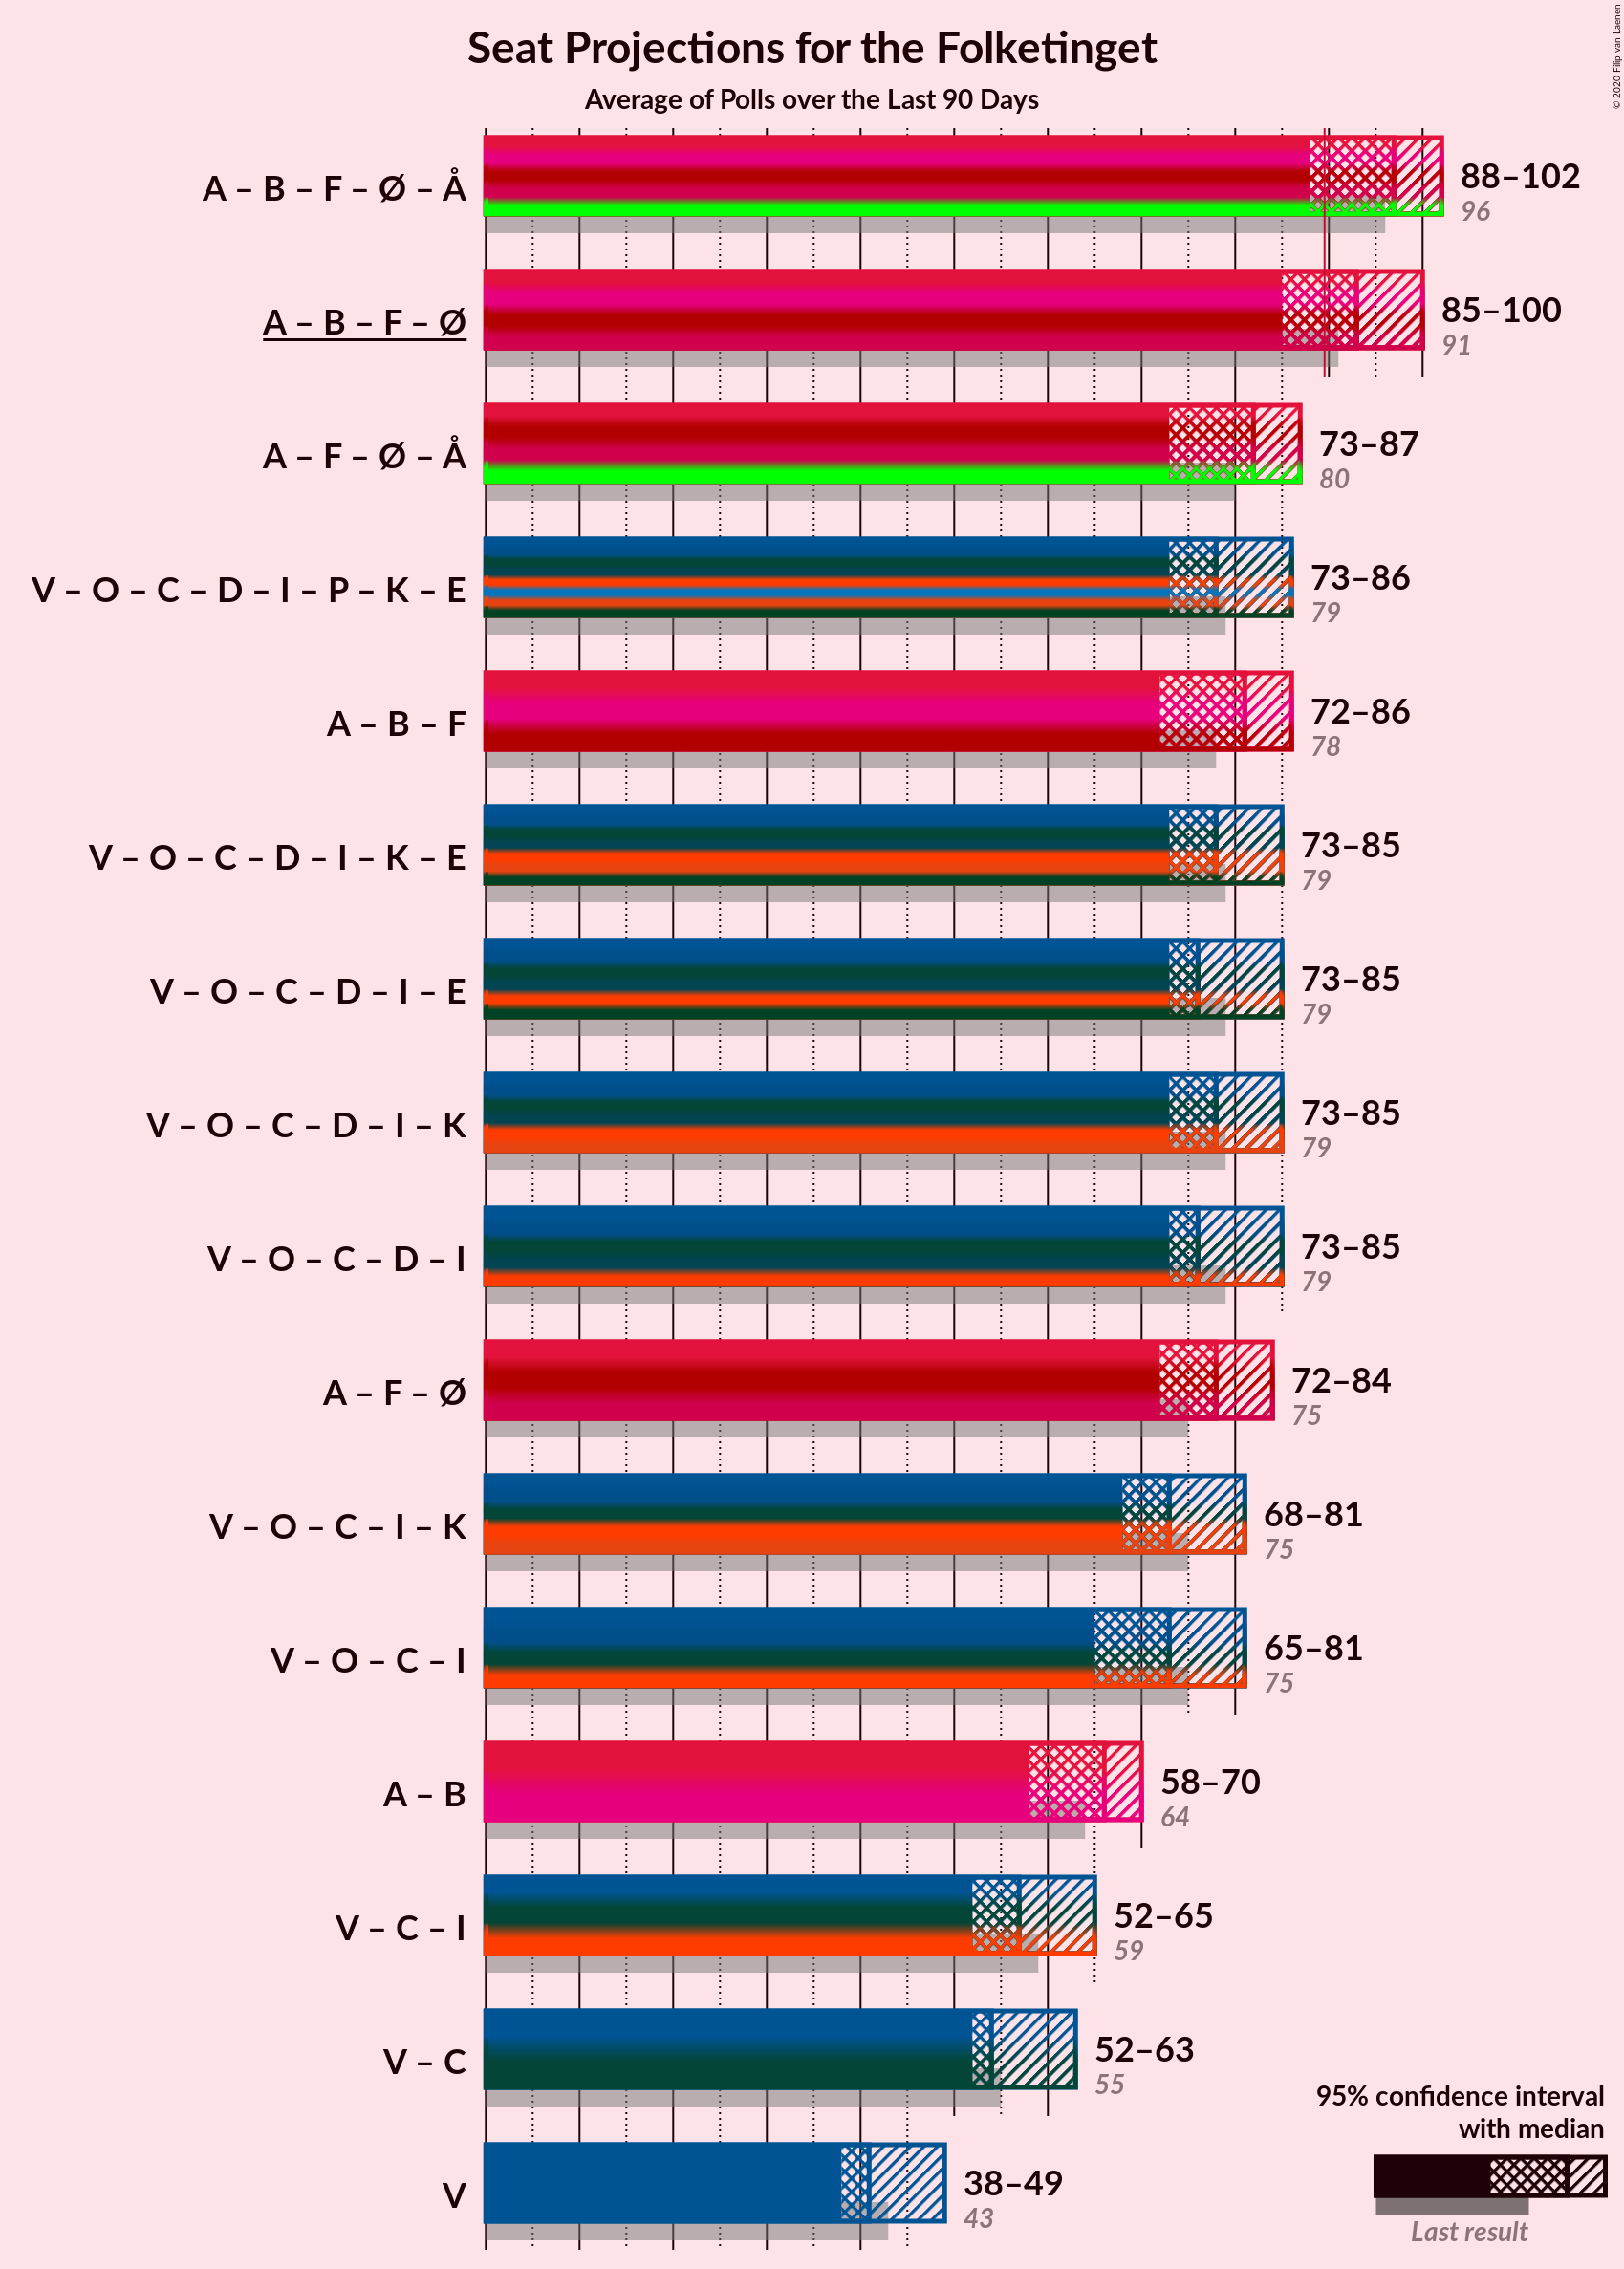 Seat Projections for the Folketinget
Average of Polls over the Last 90 Days
© 2020 Filip van Laenen
A – B – F – Ø – Å
88–102
96
A – B – F – Ø
85–100
91
A – F – Ø – Å
73–87
80
V – O – C – D – I – P – K – E
73–86
79
A – B – F
72–86
78
V – O – C – D – I – K – E
73–85
79
V – O – C – D – I – E
73–85
79
V – O – C – D – I – K
73–85
79
V – O – C – D – I
73–85
79
A – F – Ø
72–84
75
V – O – C – I – K
68–81
75
V – O – C – I
65–81
75
A – B
58–70
64
V – C – I
52–65
59
V – C
52–63
55
V
38–49
43
95% confidence interval
with median
Last result